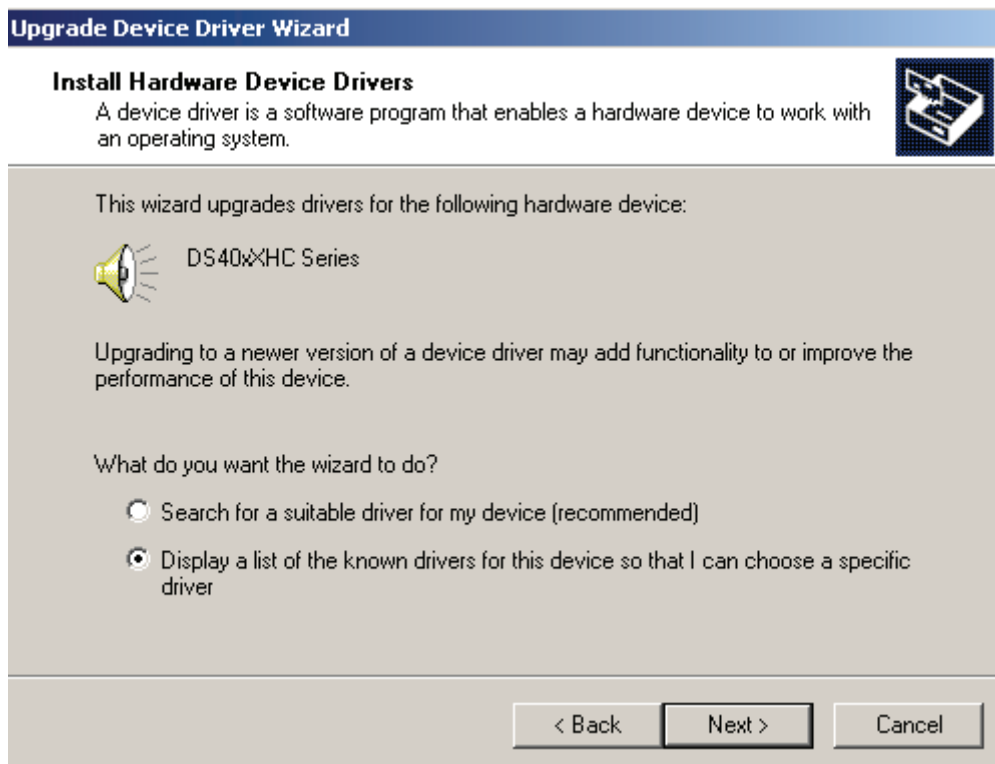 Upgrade Device Driver Wizard
Install Hardware Device Drivers
A device driver is a software program that enables a hardware device to work with
an operating system.
This wizard upgrades drivers for the following hardware device:
DS40xXHC Series
Upgrading to a newer version of a device driver may add functionality to or improve the
performance of this device.
What do you want the wizard to do?
Search for a suitable driver for my device (recommended)
Display a list of the known drivers for this device so that I can choose a specific
driver
< Back
Next >
Cancel